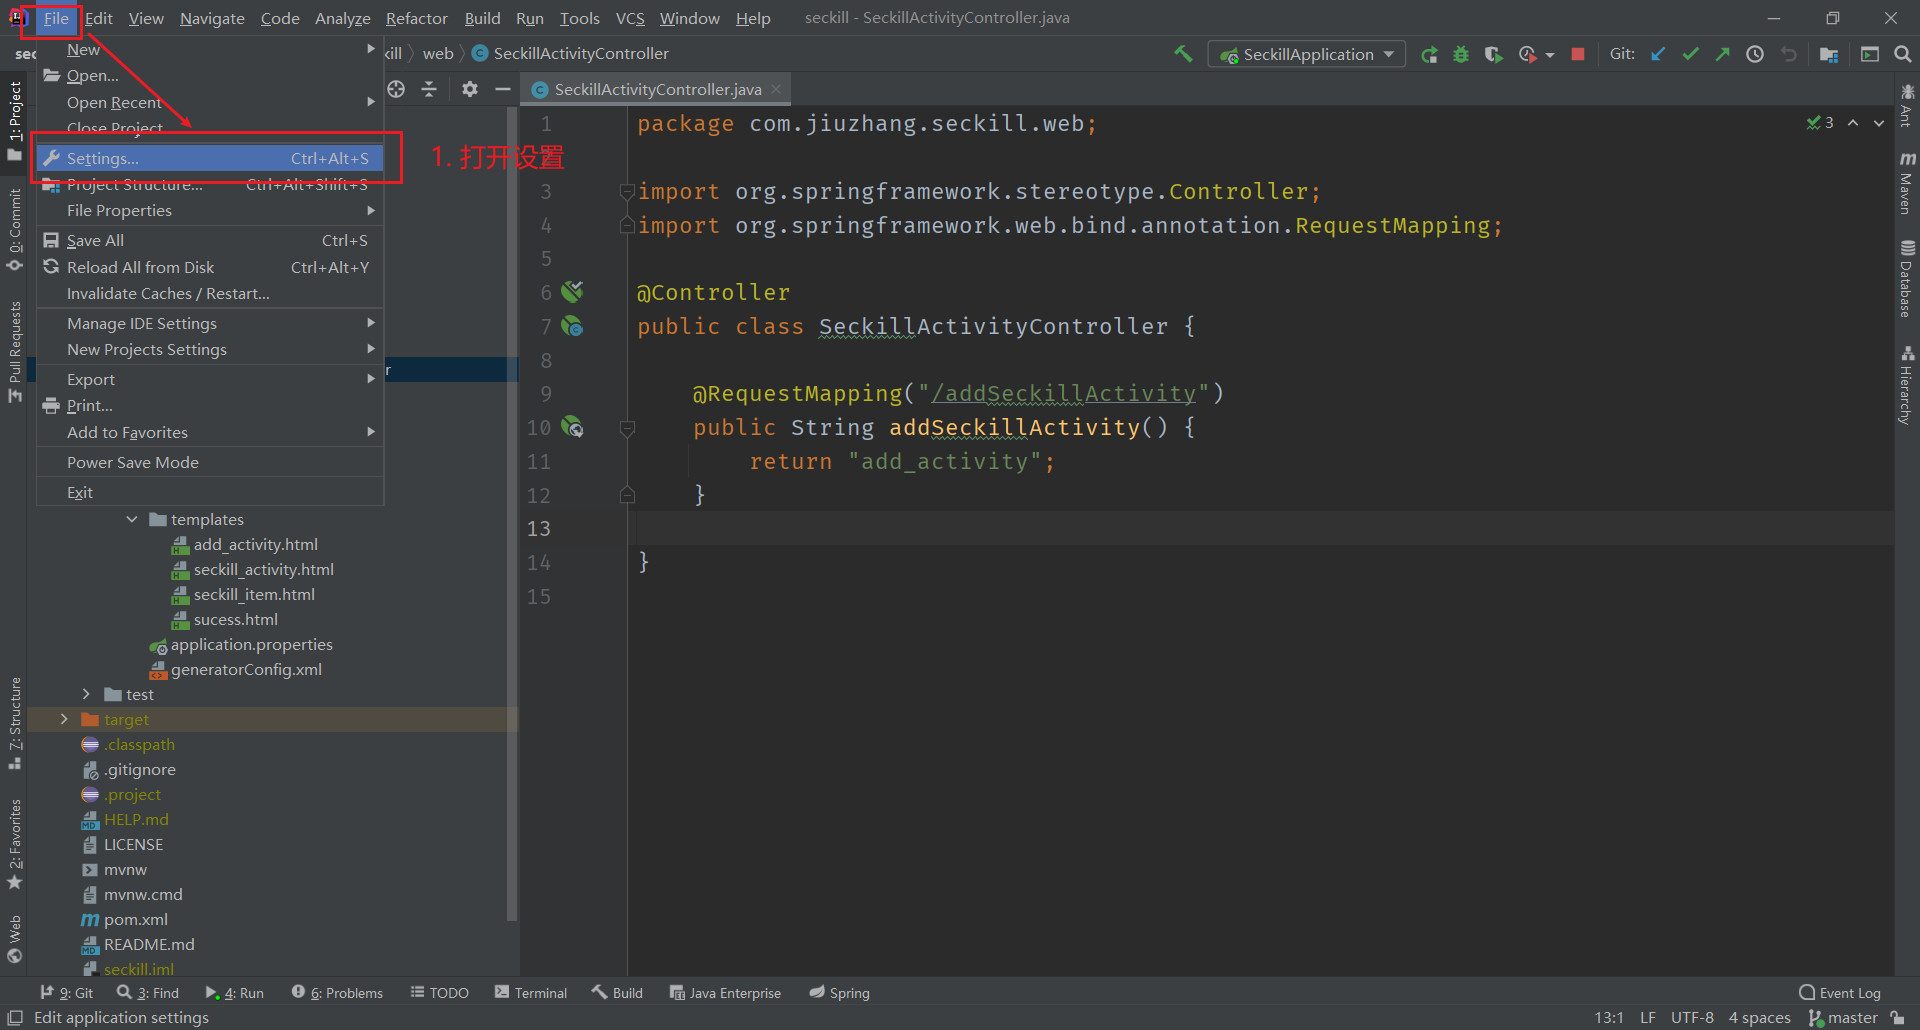 File Edit View Navigate Code Analyze Refactor Build Run Tools VCS Window Help seckill - SeckillActivityController.java
web SeckillActivityController SeckillApplication Git:
New
Open...
Open Recent
Close Project
Settings... Ctrl+Alt+S
Project Structure... Ctrl+Alt+Shift+S
File Properties
Save All Ctrl+S
Reload All from Disk Ctrl+Alt+Y
Invalidate Caches / Restart...
Manage IDE Settings
New Projects Settings
Export
Print...
Add to Favorites
Power Save Mode
Exit
1. 打开设置
templates
add_activity.html
seckill_activity.html
seckill_item.html
sucess.html
application.properties
generatorConfig.xml
test
target
.classpath
.gitignore
.project
HELP.md
LICENSE
mvnw
mvnw.cmd
pom.xml
README.md
seckill.iml
1: Project
0: Commit
Pull Requests
7: Structure
2: Favorites
Web
SeckillActivityController.java
3
1 package com.jiuzhang.seckill.web;
3 import org.springframework.stereotype.Controller;
4 import org.springframework.web.bind.annotation.RequestMapping;
5
6 @Controller
7 public class SeckillActivityController {
8
9 @RequestMapping("/addSeckillActivity")
10 public String addSeckillActivity() {
11 return "add_activity";
12 }
13
14 }
15
Ant
Maven
Database
Hierarchy
9: Git 3: Find 4: Run 6: Problems TODO Terminal Build Java Enterprise Spring Event Log
Edit application settings 13:1 LF UTF-8 4 spaces master